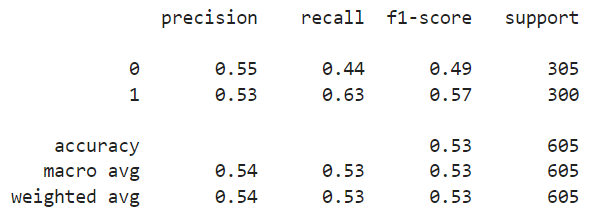 precision recall f1-score support
0 0.55 0.44 0.49 305
1 0.53 0.63 0.57 300
accuracy 0.53 605
macro avg 0.54 0.53 0.53 605
weighted avg 0.54 0.53 0.53 605